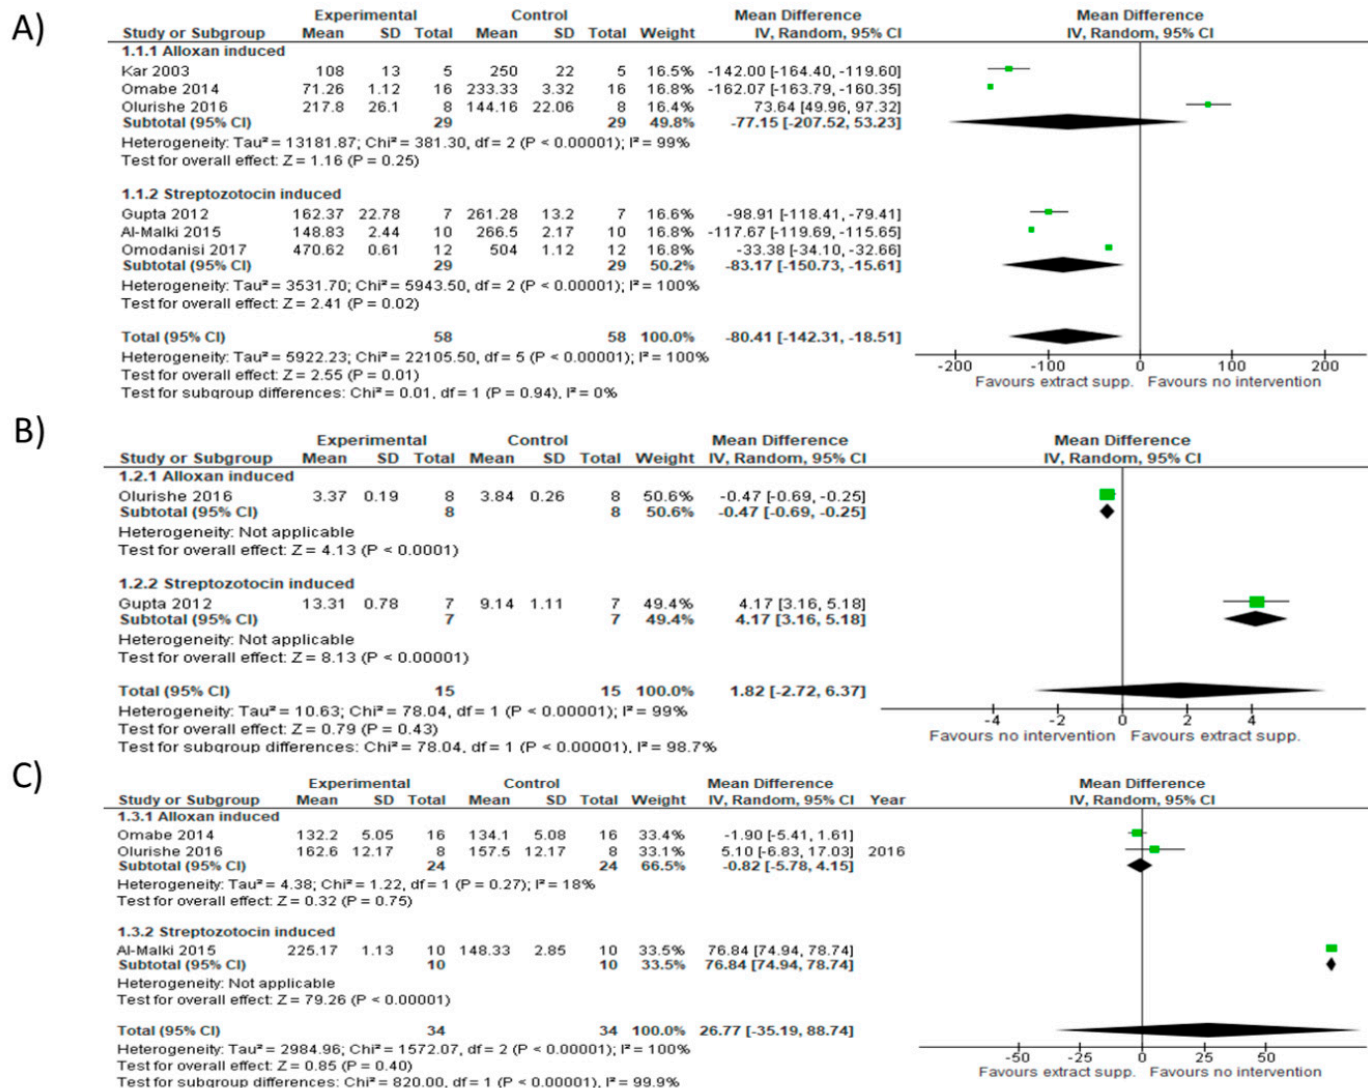 A)
Experimental Control Mean Difference Mean Difference
Study or Subgroup Mean SD Total Mean SD Total Weight IV, Random, 95% CI IV, Random, 95% CI
1.1.1 Alloxan induced
Kar 2003 108 13 5 250 22 5 16.5% -142.00 [-164.40, -119.60]
Omabe 2014 71.26 1.12 16 233.33 3.32 16 16.8% -162.07 [-163.79, -160.35]
Olurishe 2016 217.8 26.1 8 144.16 22.06 8 16.4% 73.64 [49.96, 97.32]
Subtotal (95% CI) 29 29 49.8% -77.15 [-207.52, 53.23]
Heterogeneity: Tau² = 13181.87; Chi² = 381.30, df = 2 (P < 0.00001); I² = 99%
Test for overall effect: Z = 1.16 (P = 0.25)
1.1.2 Streptozotocin induced
Gupta 2012 162.37 22.78 7 261.28 13.2 7 16.6% -98.91 [-118.41, -79.41]
Al-Malki 2015 148.83 2.44 10 266.5 2.17 10 16.8% -117.67 [-119.69, -115.65]
Omodanisi 2017 470.62 0.61 12 504 1.12 12 16.8% -33.38 [-34.10, -32.66]
Subtotal (95% CI) 29 29 50.2% -83.17 [-150.73, -15.61]
Heterogeneity: Tau² = 3531.70; Chi² = 5943.50, df = 2 (P < 0.00001); I² = 100%
Test for overall effect: Z = 2.41 (P = 0.02)
Total (95% CI) 58 58 100.0% -80.41 [-142.31, -18.51]
Heterogeneity: Tau² = 5922.23; Chi² = 22105.50, df = 5 (P < 0.00001); I² = 100%
Test for overall effect: Z = 2.55 (P = 0.01)
Test for subgroup differences: Chi² = 0.01, df = 1 (P = 0.94), I² = 0%
-200 -100 0 100 200
Favours extract supp. Favours no intervention
B)
Experimental Control Mean Difference Mean Difference
Study or Subgroup Mean SD Total Mean SD Total Weight IV, Random, 95% CI IV, Random, 95% CI
1.2.1 Alloxan induced
Olurishe 2016 3.37 0.19 8 3.84 0.26 8 50.6% -0.47 [-0.69, -0.25]
Subtotal (95% CI) 8 8 50.6% -0.47 [-0.69, -0.25]
Heterogeneity: Not applicable
Test for overall effect: Z = 4.13 (P < 0.0001)
1.2.2 Streptozotocin induced
Gupta 2012 13.31 0.78 7 9.14 1.11 7 49.4% 4.17 [3.16, 5.18]
Subtotal (95% CI) 7 7 49.4% 4.17 [3.16, 5.18]
Heterogeneity: Not applicable
Test for overall effect: Z = 8.13 (P < 0.00001)
Total (95% CI) 15 15 100.0% 1.82 [-2.72, 6.37]
Heterogeneity: Tau² = 10.63; Chi² = 78.04, df = 1 (P < 0.00001); I² = 99%
Test for overall effect: Z = 0.79 (P = 0.43)
Test for subgroup differences: Chi² = 78.04, df = 1 (P < 0.00001), I² = 98.7%
-4 -2 0 2 4
Favours no intervention Favours extract supp.
C)
Experimental Control Mean Difference Mean Difference
Study or Subgroup Mean SD Total Mean SD Total Weight IV, Random, 95% CI Year IV, Random, 95% CI
1.3.1 Alloxan induced
Omabe 2014 132.2 5.05 16 134.1 5.08 16 33.4% -1.90 [-5.41, 1.61]
Olurishe 2016 162.6 12.17 8 157.5 12.17 8 33.1% 5.10 [-6.83, 17.03] 2016
Subtotal (95% CI) 24 24 66.5% -0.82 [-5.78, 4.15]
Heterogeneity: Tau² = 4.38; Chi² = 1.22, df = 1 (P = 0.27); I² = 18%
Test for overall effect: Z = 0.32 (P = 0.75)
1.3.2 Streptozotocin induced
Al-Malki 2015 225.17 1.13 10 148.33 2.85 10 33.5% 76.84 [74.94, 78.74]
Subtotal (95% CI) 10 10 33.5% 76.84 [74.94, 78.74]
Heterogeneity: Not applicable
Test for overall effect: Z = 79.26 (P < 0.00001)
Total (95% CI) 34 34 100.0% 26.77 [-35.19, 88.74]
Heterogeneity: Tau² = 2984.96; Chi² = 1572.07, df = 2 (P < 0.00001); I² = 100%
Test for overall effect: Z = 0.85 (P = 0.40)
Test for subgroup differences: Chi² = 820.00, df = 1 (P < 0.00001), I² = 99.9%
-50 -25 0 25 50
Favours extract supp. Favours no intervention